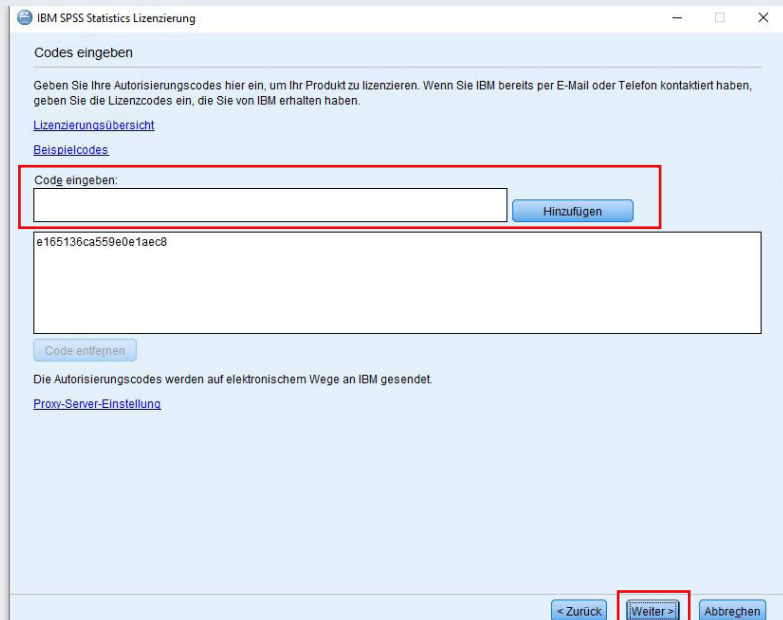 IBM SPSS Statistics Lizenzierung
Codes eingeben
Geben Sie Ihre Autorisierungscodes hier ein, um Ihr Produkt zu lizenzieren. Wenn Sie IBM bereits per E-Mail oder Telefon kontaktiert haben,
geben Sie die Lizenzcodes ein, die Sie von IBM erhalten haben.
Lizenzierungsübersicht
Beispielcodes
Code eingeben:
Hinzufügen
e165136ca559e0e1aec8
Code entfernen
Die Autorisierungscodes werden auf elektronischem Wege an IBM gesendet.
Proxy-Server-Einstellung
< Zurück Weiter > Abbrechen